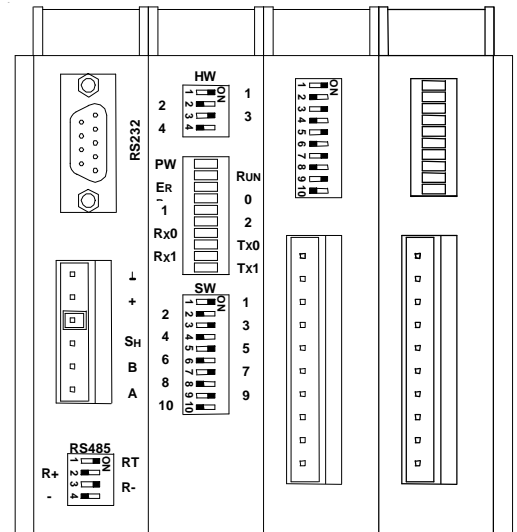 HW
1 2 3 4 ON
1
2
3
4
RS232
PW
RUN
ER
0
1
2
RX0
TX0
RX1
TX1
SW
1 2 3 4 5 6 7 8 9 10 ON
1
2
3
4
5
6
7
8
9
10
1 2 3 4 5 6 7 8 9 10 ON
⊥
+
SH
B
A
RS485
1 2 3 4 ON
RT
R+
R-
-